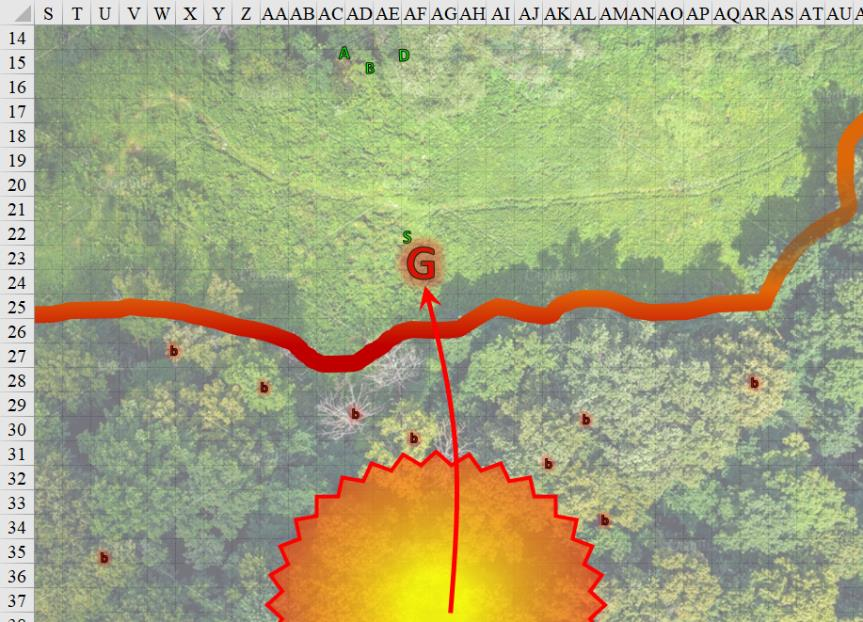 S T U V W X Y Z AA AB AC AD AE AF AG AH AI AJ AK AL AM AN AO AP AQ AR AS AT AU
14
A D
15 B
16
17
18
19
20
21
22 S
23 G
24
25
26
27 b
28 b b
29 b b
30 b
31 b
32
33
34 b
35 b
36
37